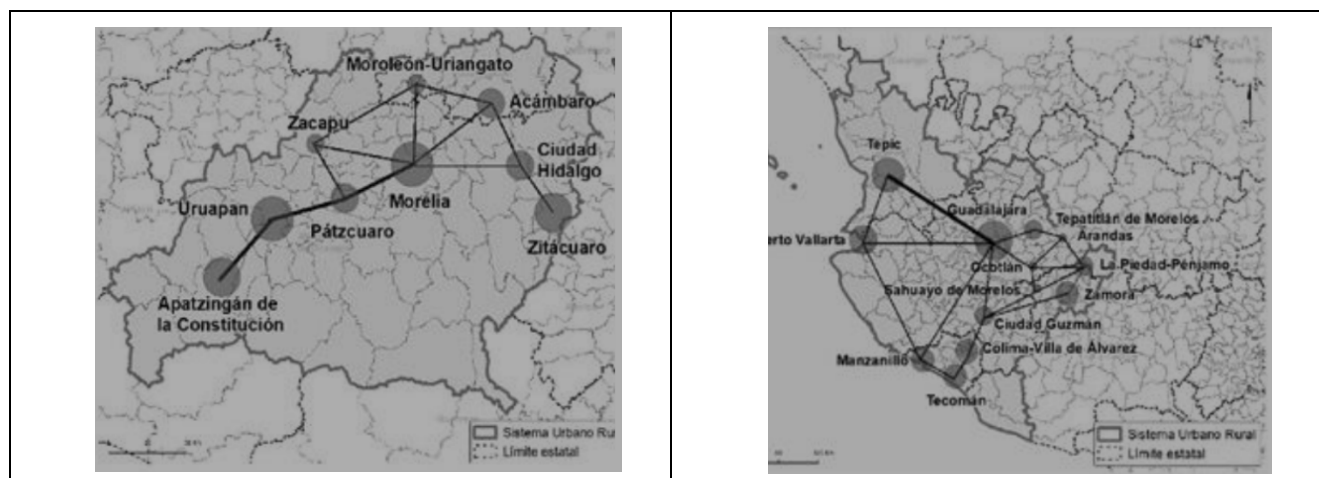 Moroleón-Uriangato
Acámbaro
Zacapu
Ciudad
Hidalgo
Morelia
Uruapan
Pátzcuaro
Zitácuaro
Apatzingán de
la Constitución
Sistema Urbano Ru
Límite estatal
Tepic
Guadalajara
Tepatitlán de Morelos
Arandas
erto Vallarta
Ocotlán
La Piedad-Pénjamo
Sahuayo de Morelos
Zamora
Ciudad Guzmán
Colima-Villa de Álvarez
Manzanillo
Tecomán
Sistema Urbano Rural
Límite estatal